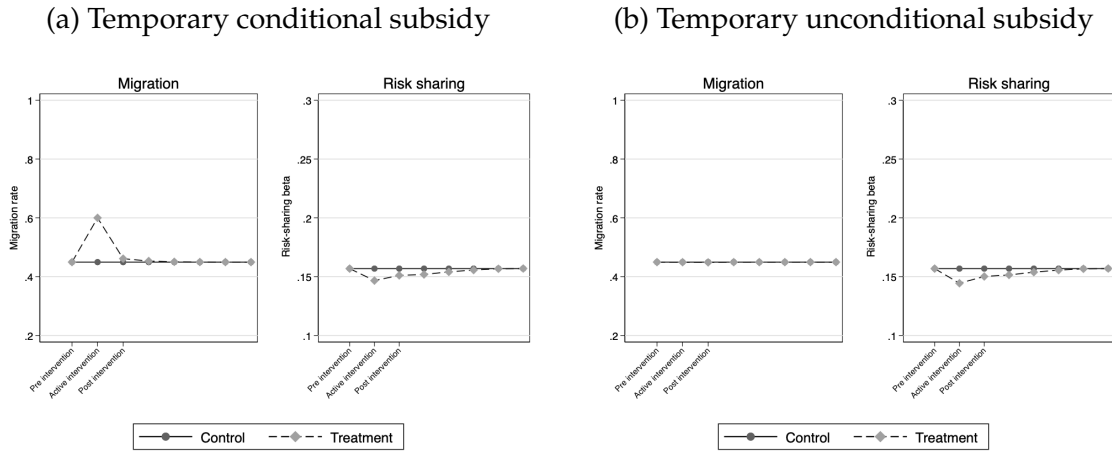 (a) Temporary conditional subsidy
Migration
Migration rate
1
.8
.6
.4
.2
Pre intervention
Active intervention
Post intervention
Risk sharing
Risk-sharing beta
.3
.25
.2
.15
.1
Pre intervention
Active intervention
Post intervention
Control
Treatment
(b) Temporary unconditional subsidy
Migration
Migration rate
1
.8
.6
.4
.2
Pre intervention
Active intervention
Post intervention
Risk sharing
Risk-sharing beta
.3
.25
.2
.15
.1
Pre intervention
Active intervention
Post intervention
Control
Treatment